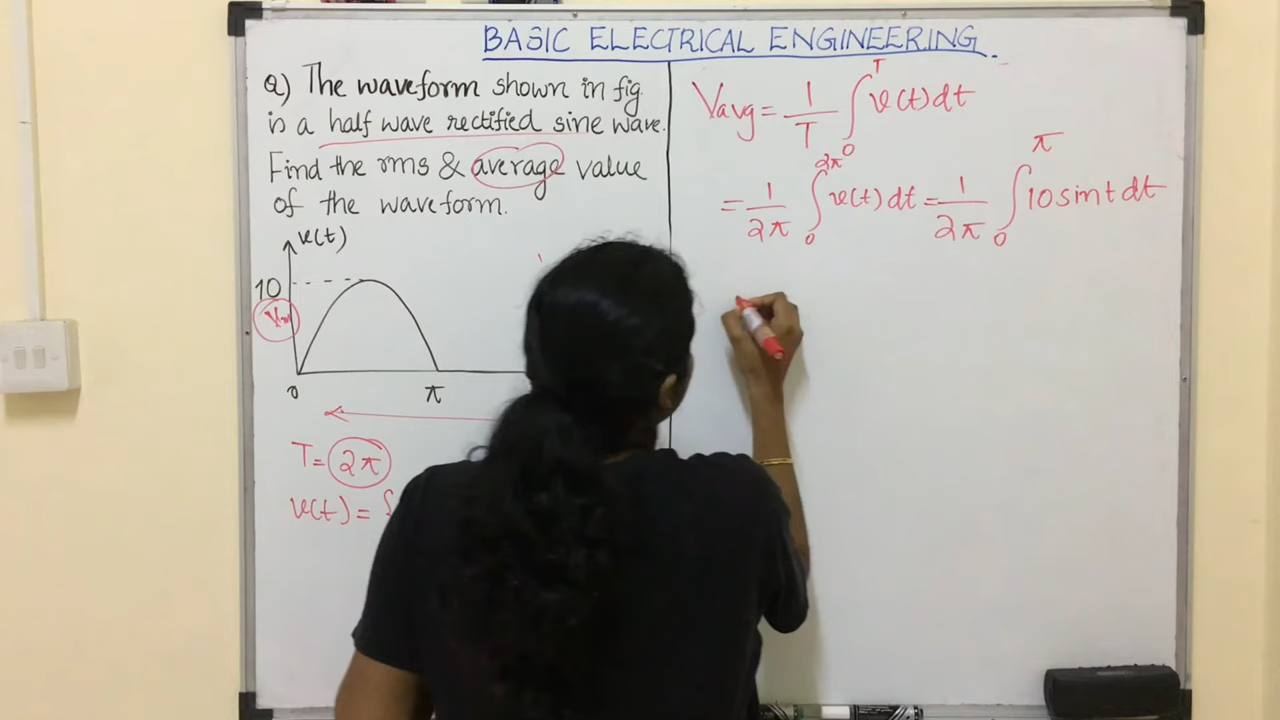 BASIC ELECTRICAL ENGINEERING.
Q) The waveform shown in fig.
is a half wave rectified sine wave.
Find the rms & average value
of the waveform.
v(t)
10
Vm
0 π
T = 2π
v(t) = {
Vavg = 1/T ∫₀ᵀ v(t) dt
= 1/2π ∫₀^2π v(t) dt = 1/2π ∫₀^π 10 sin t dt